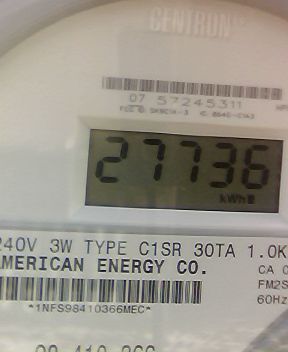 CENTRON
07 57245311
27736
kWh
240V 3W TYPE C1SR 30TA 1.0K
AMERICAN ENERGY CO.
CA 0
FM2S
60Hz
*1NFS98410366MEC*